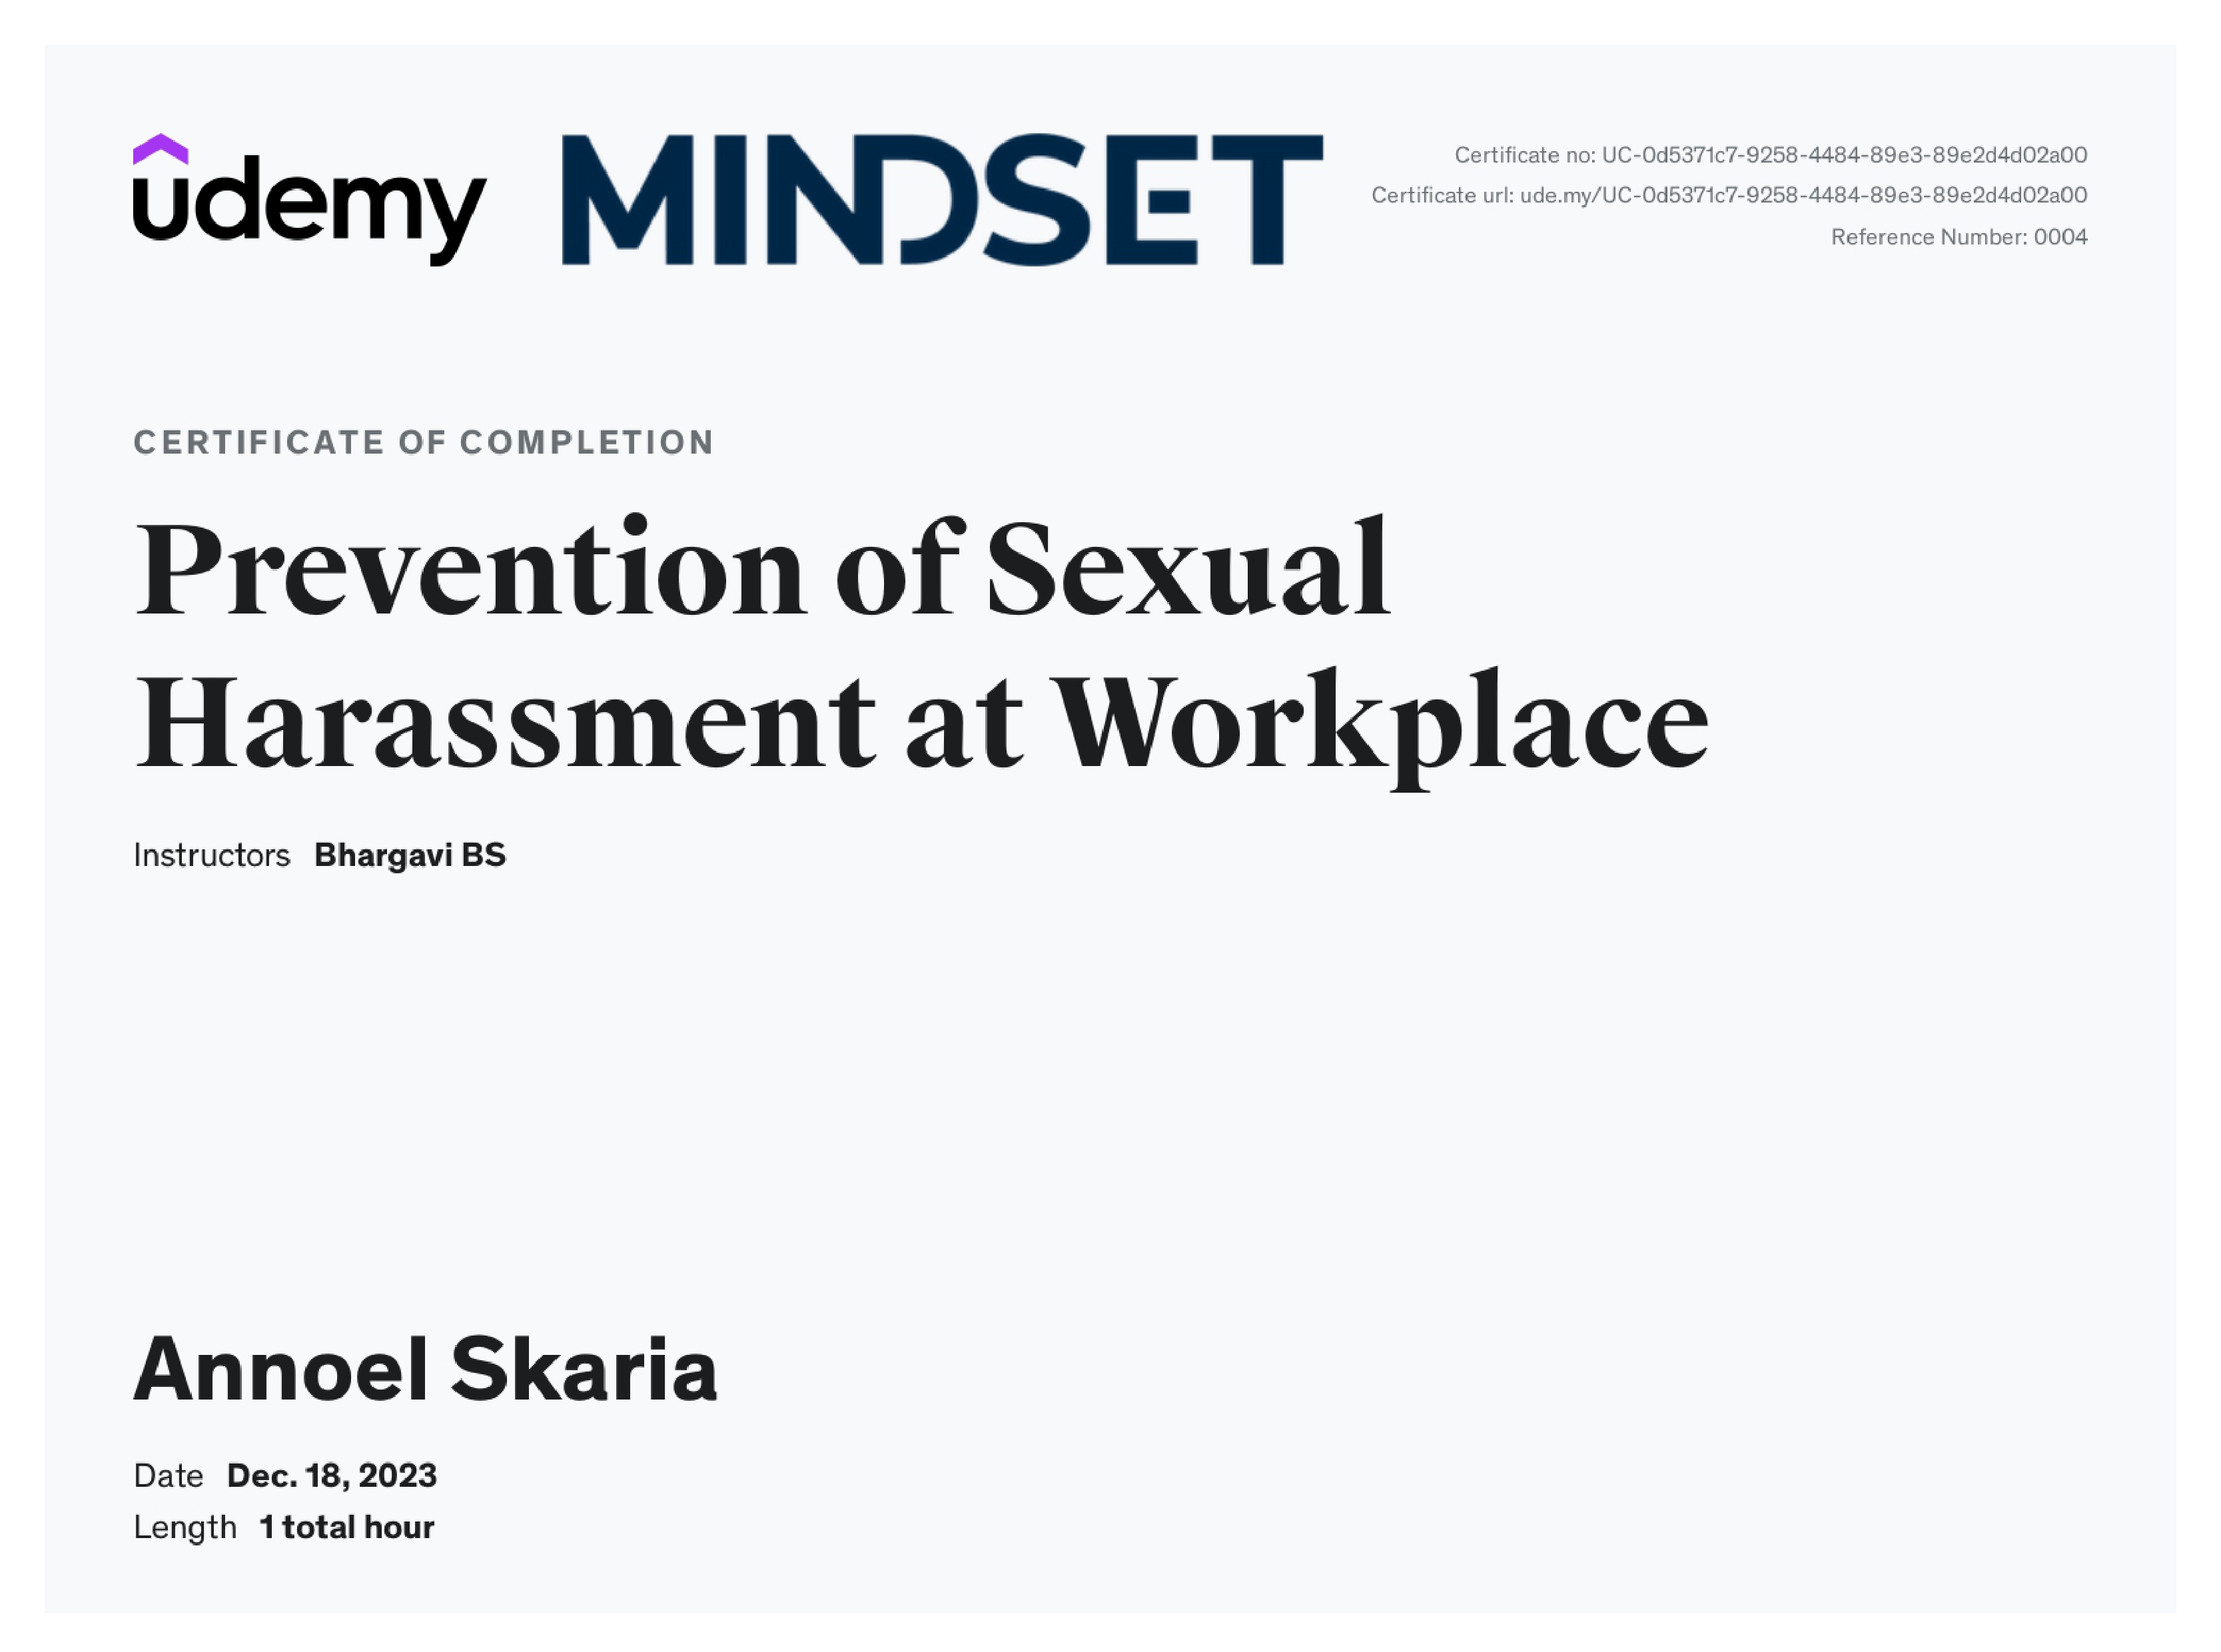 udemy MINDSET
Certificate no: UC-0d5371c7-9258-4484-89e3-89e2d4d02a00
Certificate url: ude.my/UC-0d5371c7-9258-4484-89e3-89e2d4d02a00
Reference Number: 0004
CERTIFICATE OF COMPLETION
Prevention of Sexual
Harassment at Workplace
Instructors Bhargavi BS
Annoel Skaria
Date Dec. 18, 2023
Length 1 total hour